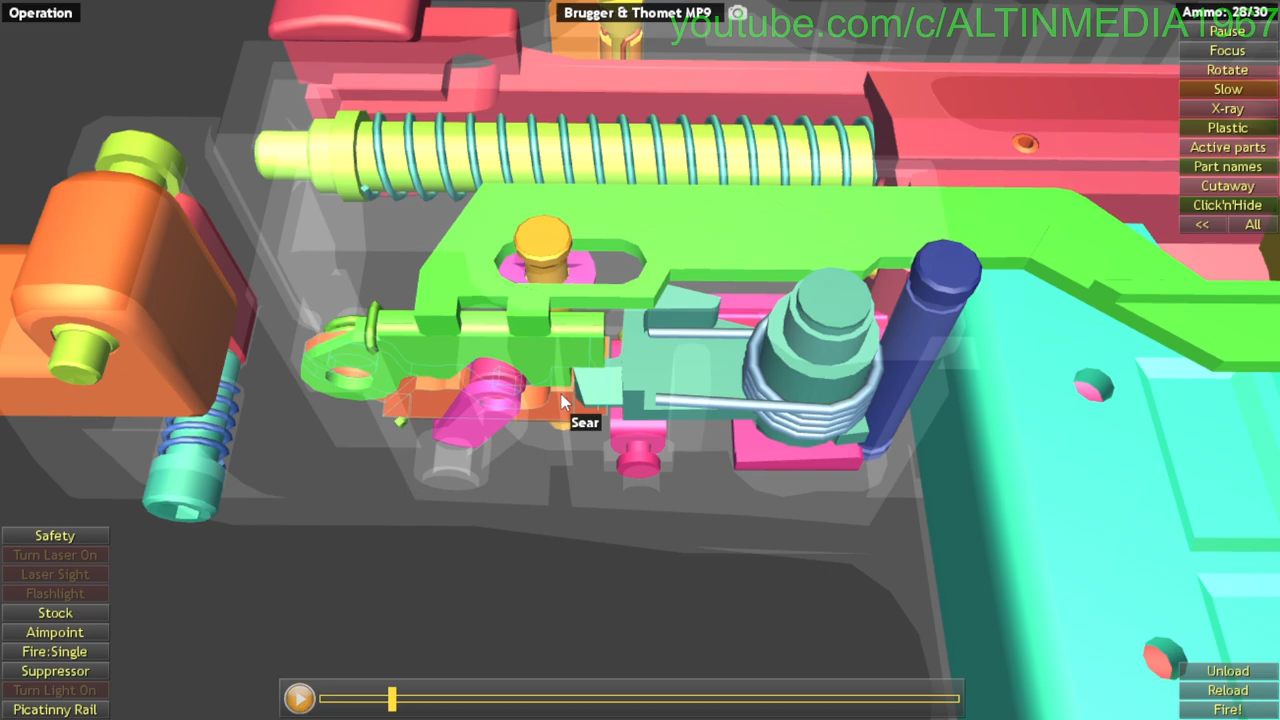 Operation
Brugger & Thomet MP9
Ammo: 28/30
youtube.com/c/ALTINMEDIA1967
Pause
Focus
Rotate
Slow
X-ray
Plastic
Active parts
Part names
Cutaway
Click'n'Hide
<< All
Sear
Safety
Turn Laser On
Laser Sight
Flashlight
Stock
Aimpoint
Fire:Single
Suppressor
Turn Light On
Picatinny Rail
Unload
Reload
Fire!